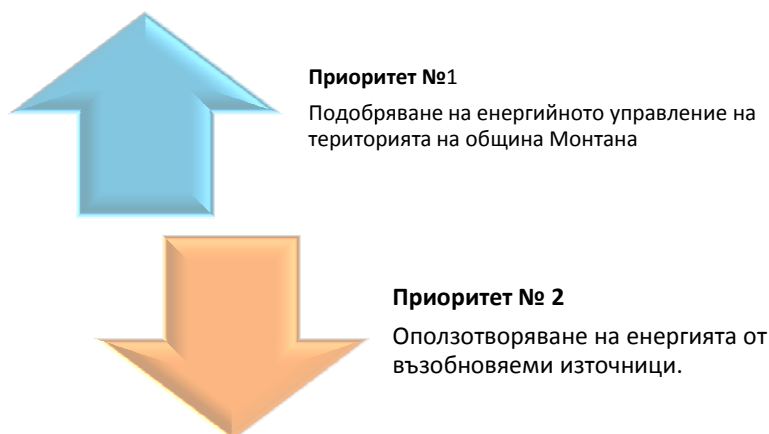 Приоритет №1
Подобряване на енергийното управление на
територията на община Монтана
Приоритет № 2
Оползотворяване на енергията от
възобновяеми източници.